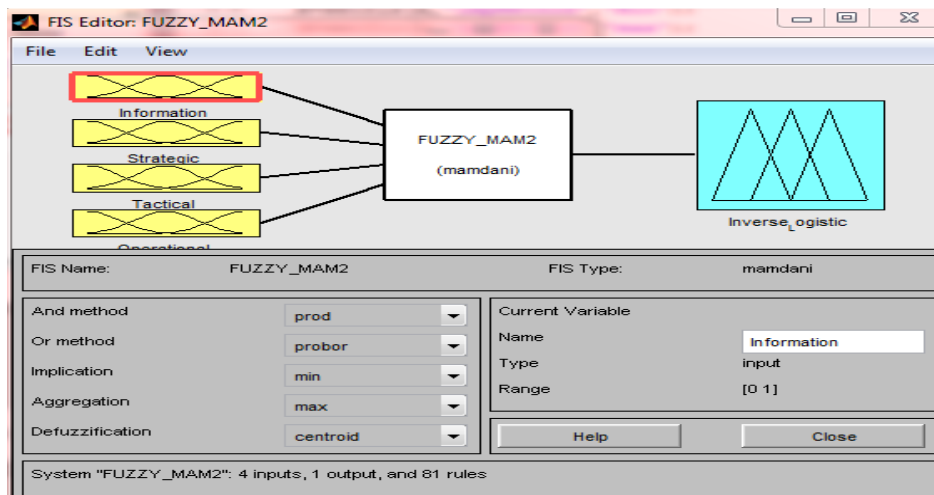 FIS Editor: FUZZY_MAM2
File Edit View
Information
Strategic
Tactical
Operational
FUZZY_MAM2
(mamdani)
Inverse_Logistic
FIS Name: FUZZY_MAM2 FIS Type: mamdani
And method prod
Or method probor
Implication min
Aggregation max
Defuzzification centroid
Current Variable
Name Information
Type input
Range [0 1]
Help Close
System "FUZZY_MAM2": 4 inputs, 1 output, and 81 rules